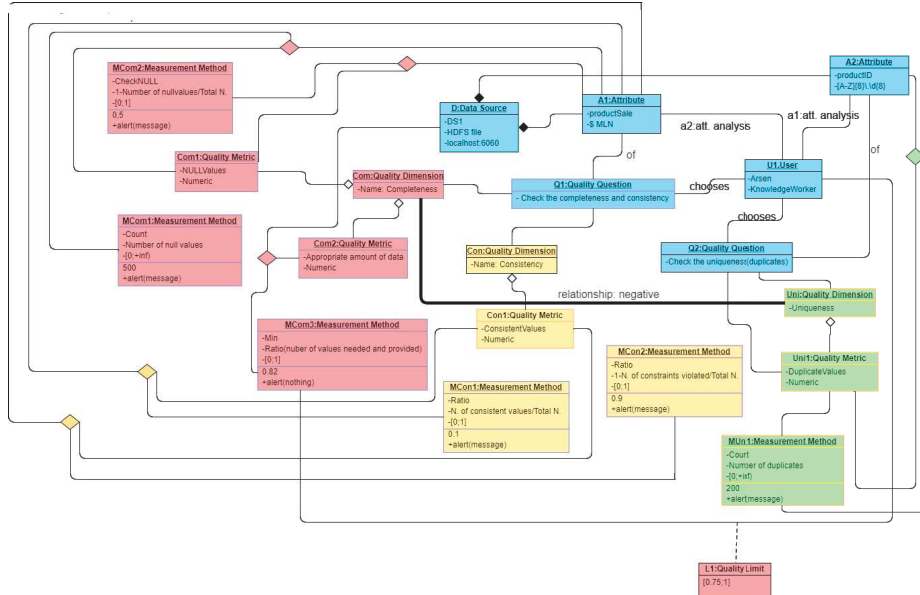 MCom2:Measurement Method
-CheckNULL
-1-Number of nullvalues/Total N.
-[0;1]
0,5
+alert(message)
D:Data Source
-DS1
-HDFS file
-localhost:6060
A1:Attribute
-productSale
-$ MLN
A2:Attribute
-productID
-[A-Z]{8}\.\d{8}
a2:att. analysis
a1:att. analysis
of
of
Com1:Quality Metric
-NULLValues
-Numeric
Com:Quality Dimension
-Name: Completeness
Q1:Quality Question
- Check the completeness and consistency
chooses
U1.User
-Arsen
-KnowledgeWorker
chooses
MCom1:Measurement Method
-Count
-Number of null values
-[0;+inf)
500
+alert(message)
Com2:Quality Metric
-Appropriate amount of data
-Numeric
Con:Quality Dimension
-Name: Consistency
Q2:Quality Question
-Check the uniqueness(duplicates)
relationship: negative
Uni:Quality Dimension
-Uniqueness
MCom3:Measurement Method
-Min
-Ratio(nuber of values needed and provided)
-[0;1]
0.82
+alert(nothing)
Con1:Quality Metric
-ConsistentValues
-Numeric
MCon2:Measurement Method
-Ratio
-1-N. of constraints violated/Total N.
-[0;1]
0.9
+alert(message)
Uni1:Quality Metric
-DuplicateValues
-Numeric
MCon1:Measurement Method
-Ratio
-N. of consistent values/Total N.
-[0;1]
0.1
+alert(message)
MUn1:Measurement Method
-Count
-Number of duplicates
-[0;+isf)
200
+alert(message)
L1:Quality Limit
[0.75;1]